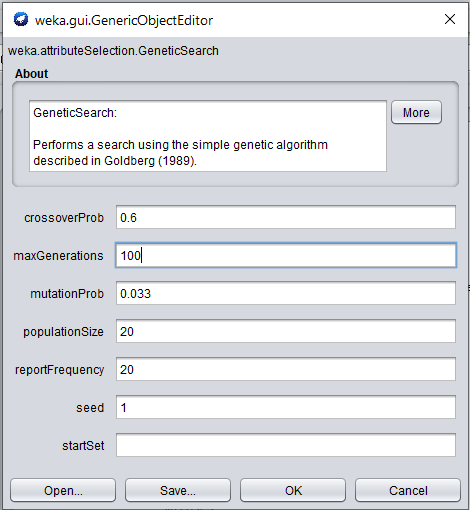 weka.gui.GenericObjectEditor
weka.attributeSelection.GeneticSearch
About
GeneticSearch:
Performs a search using the simple genetic algorithm
described in Goldberg (1989).
More
crossoverProb 0.6
maxGenerations 100
mutationProb 0.033
populationSize 20
reportFrequency 20
seed 1
startSet
Open... Save... OK Cancel